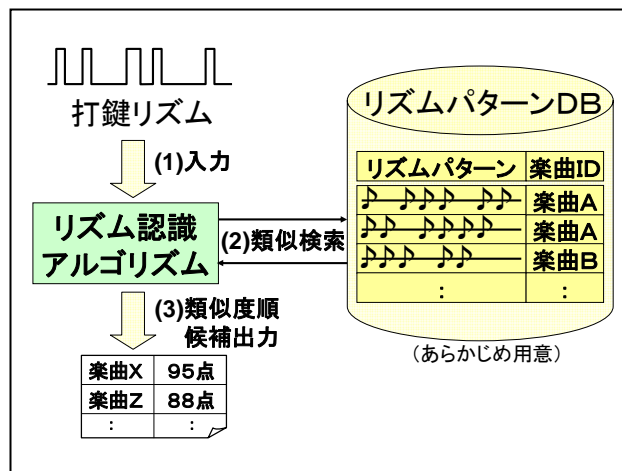 打鍵リズム
(1)入力
リズム認識
アルゴリズム
(2)類似検索
(3)類似度順
候補出力
楽曲X 95点
楽曲Z 88点
: :
リズムパターンDB
リズムパターン 楽曲ID
楽曲A
楽曲A
楽曲B
: :
(あらかじめ用意)